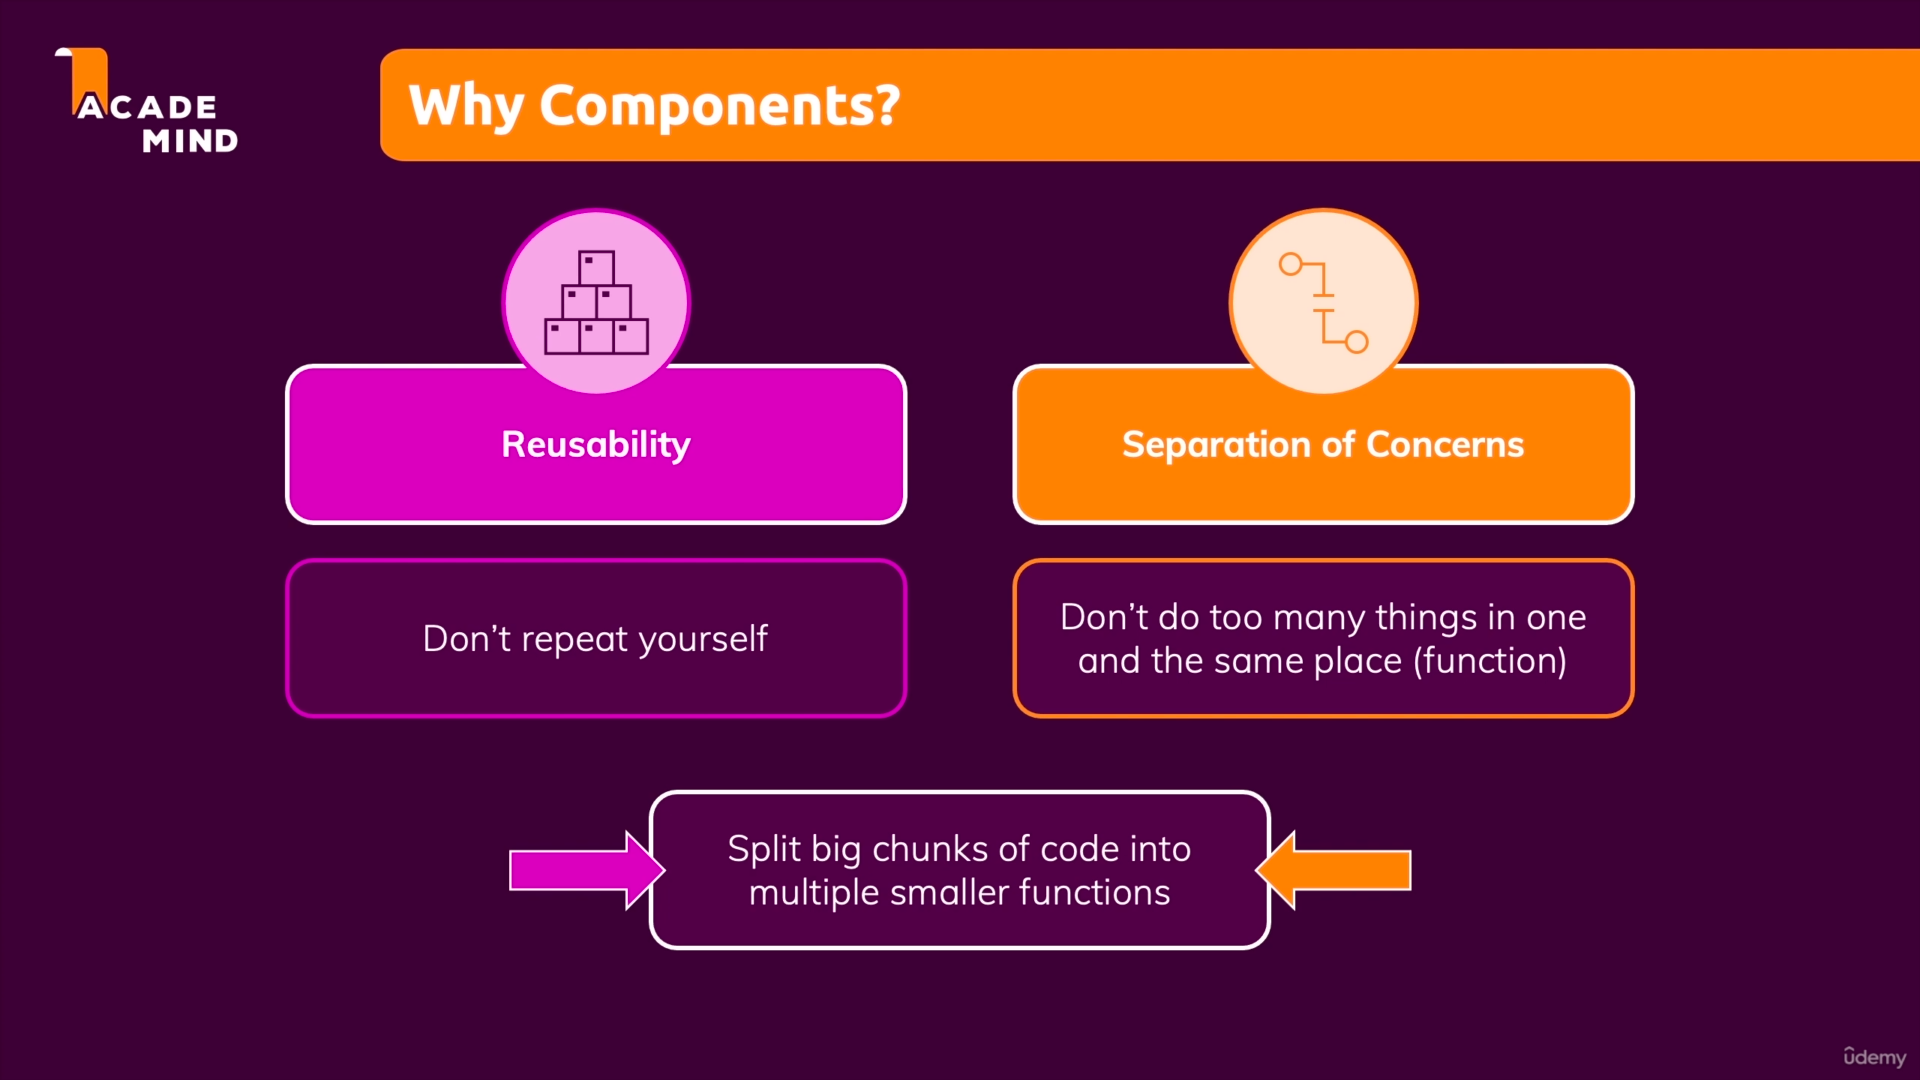 ACADE
MIND
Why Components?
Reusability
Separation of Concerns
Don’t repeat yourself
Don’t do too many things in one
and the same place (function)
Split big chunks of code into
multiple smaller functions
ûdemy